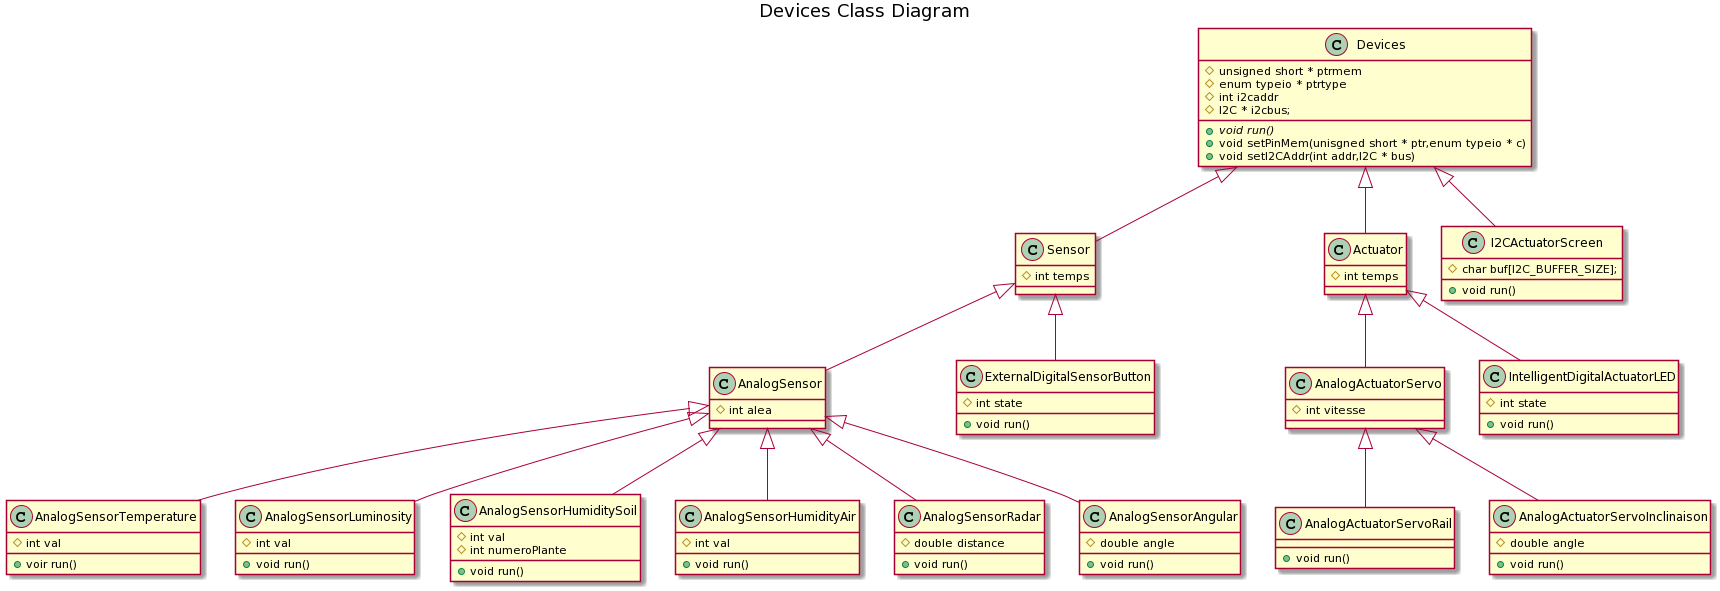 Devices Class Diagram
C Devices
unsigned short * ptrmem
enum typeio * ptrtype
int i2caddr
I2C * i2cbus;
void run()
void setPinMem(unisgned short * ptr,enum typeio * c)
void setI2CAddr(int addr,I2C * bus)
C Sensor
int temps
C Actuator
int temps
C I2CActuatorScreen
char buf[I2C_BUFFER_SIZE];
void run()
C AnalogSensor
int alea
C ExternalDigitalSensorButton
int state
void run()
C AnalogActuatorServo
int vitesse
C IntelligentDigitalActuatorLED
int state
void run()
C AnalogSensorTemperature
int val
voir run()
C AnalogSensorLuminosity
int val
void run()
C AnalogSensorHumiditySoil
int val
int numeroPlante
void run()
C AnalogSensorHumidityAir
int val
void run()
C AnalogSensorRadar
double distance
void run()
C AnalogSensorAngular
double angle
void run()
C AnalogActuatorServoRail
void run()
C AnalogActuatorServoInclinaison
double angle
void run()